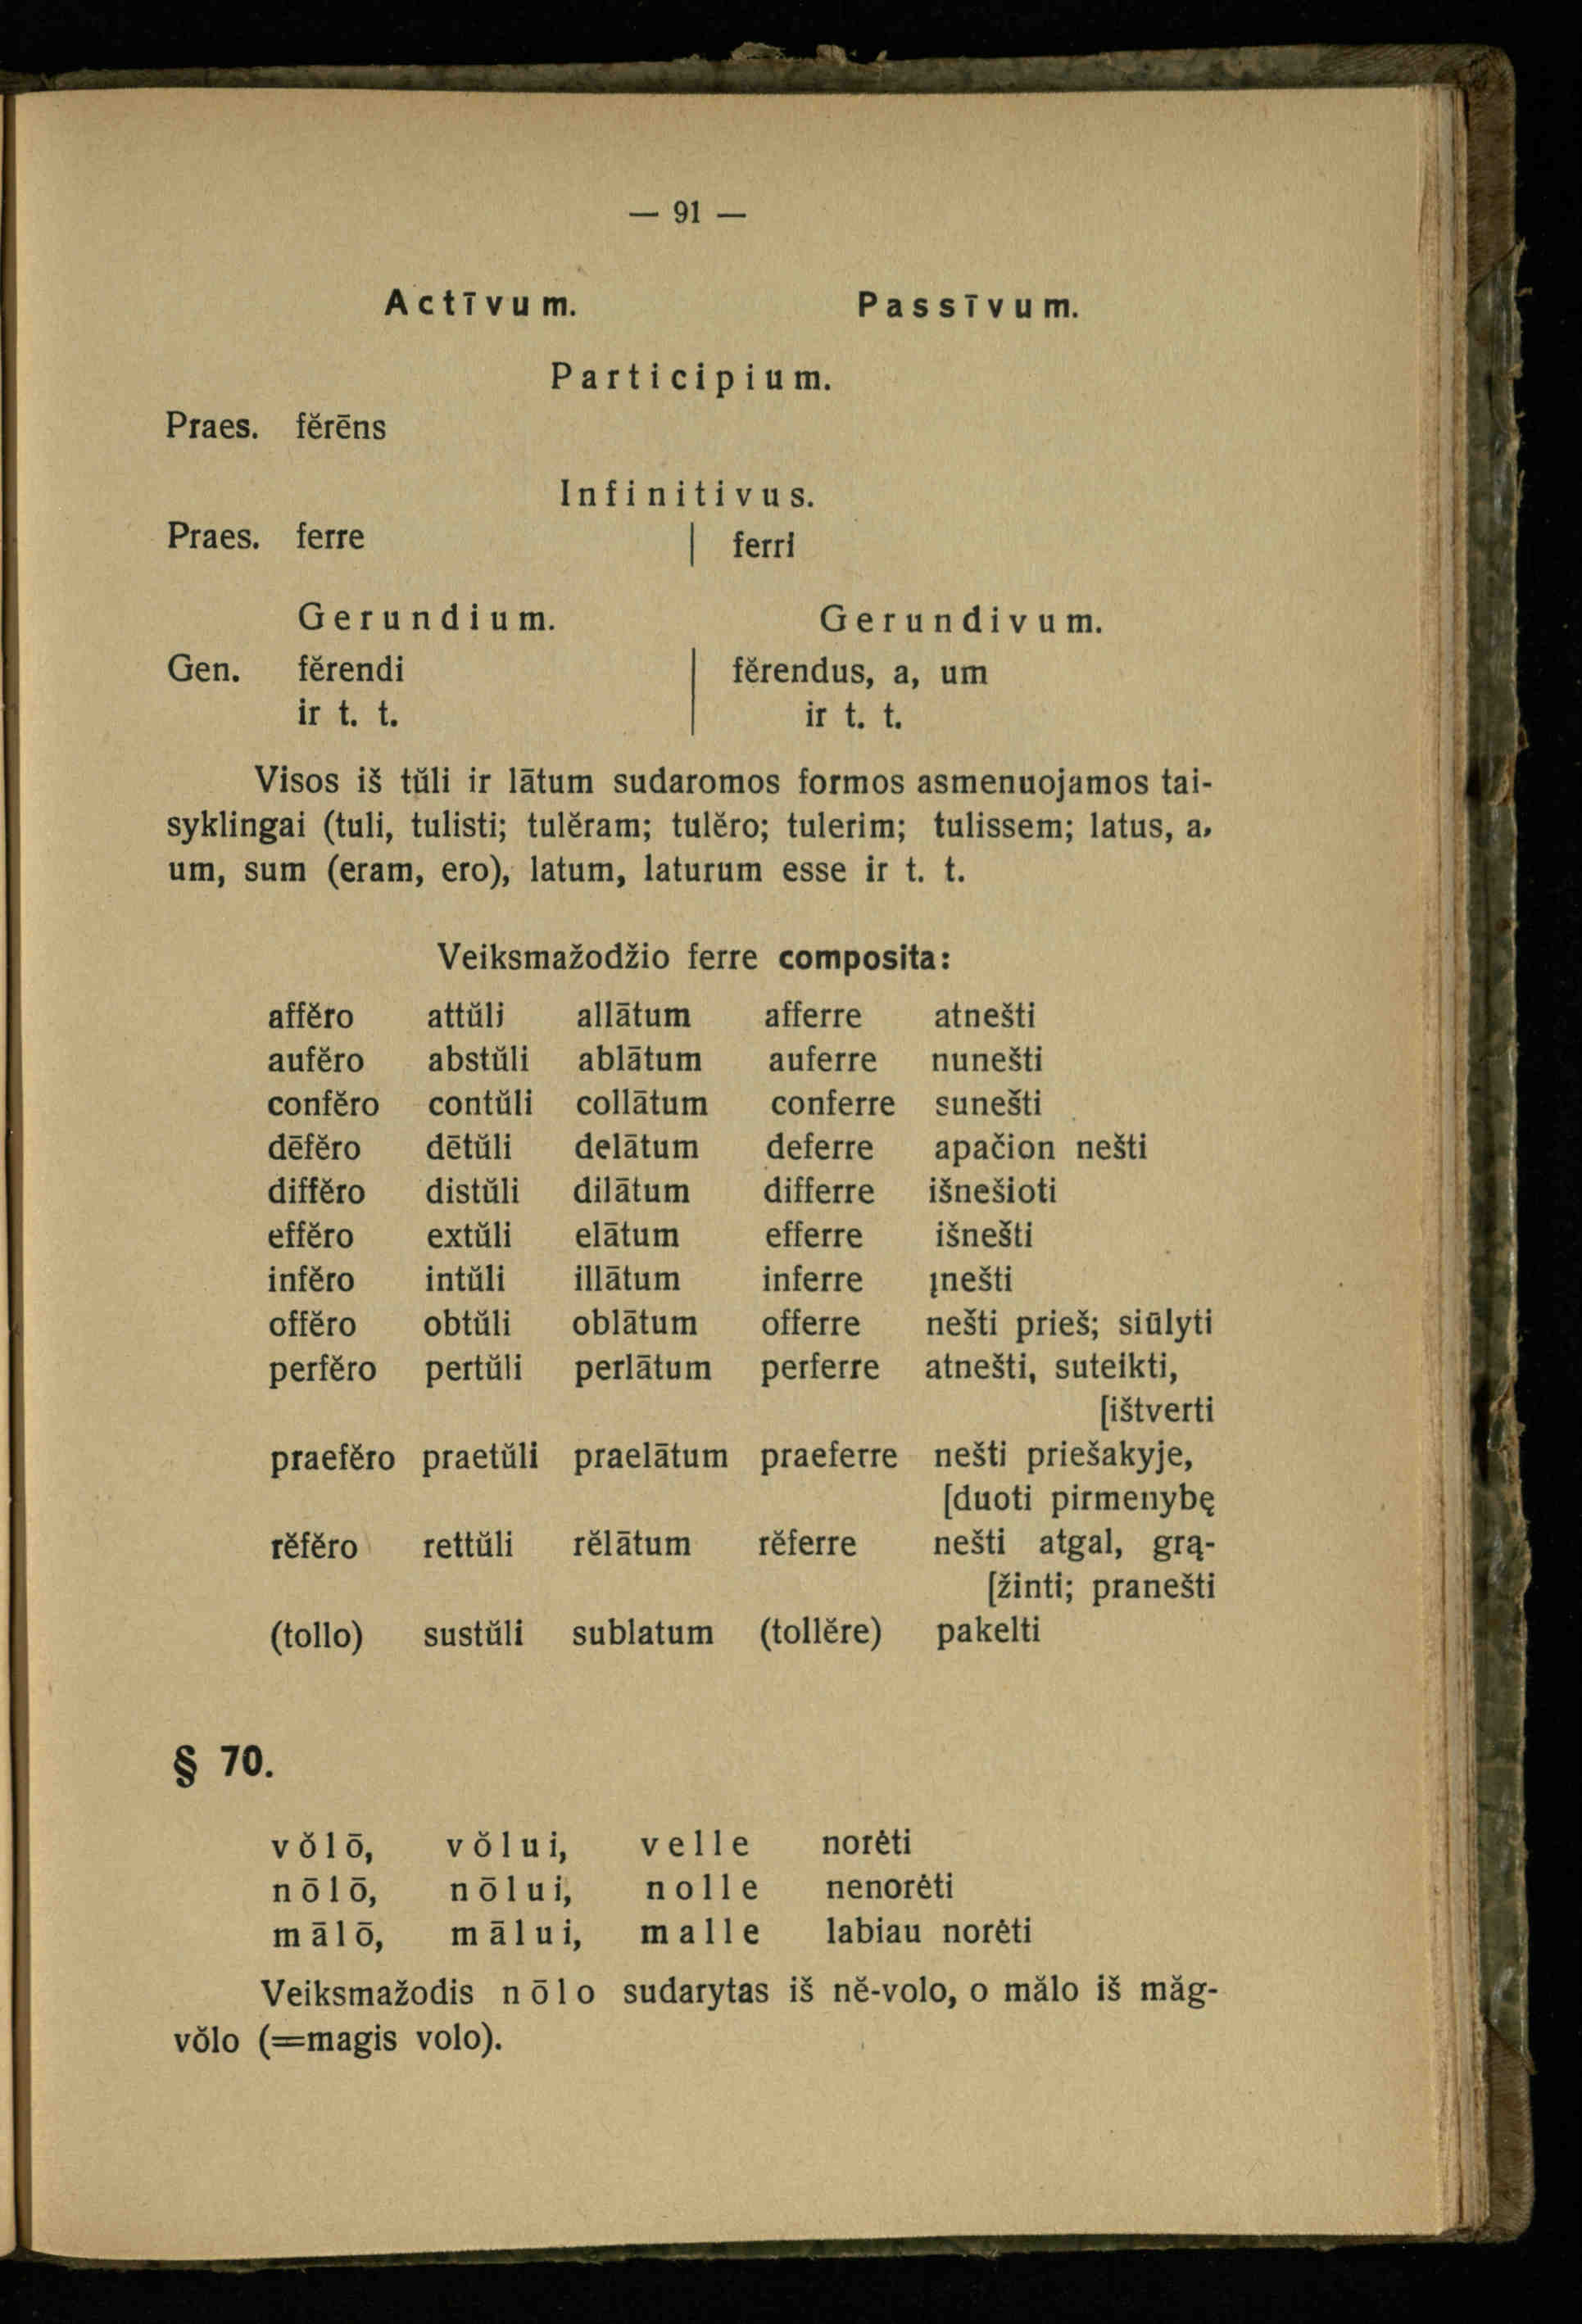 — 91 —
Actīvum. Passīvum.
Participium.
Praes. fĕrēns
Infinitivus.
Praes. ferre | ferri
Gerundium. Gerundivum.
Gen. fĕrendi | fĕrendus, a, um
ir t. t. | ir t. t.
Visos iš tŭli ir lātum sudaromos formos asmenuojamos tai-
syklingai (tuli, tulisti; tulĕram; tulĕro; tulerim; tulissem; latus, a,
um, sum (eram, ero), latum, laturum esse ir t. t.
Veiksmažodžio ferre composita:
affĕro attŭli allātum afferre atnešti
aufĕro abstŭli ablātum auferre nunešti
confĕro contŭli collātum conferre sunešti
dēfĕro dētŭli delātum deferre apačion nešti
diffĕro distŭli dilātum differre išnešioti
effĕro extŭli elātum efferre išnešti
infĕro intŭli illātum inferre įnešti
offĕro obtŭli oblātum offerre nešti prieš; siūlyti
perfĕro pertŭli perlātum perferre atnešti, suteikti,
[ištverti
praefĕro praetŭli praelātum praeferre nešti priešakyje,
[duoti pirmenybę
rĕfĕro rettŭli rĕlātum rĕferre nešti atgal, grą-
[žinti; pranešti
(tollo) sustŭli sublatum (tollĕre) pakelti
§ 70.
vŏlō, vŏlui, velle norėti
nōlō, nōlui, nolle nenorėti
mālō, mālui, malle labiau norėti
Veiksmažodis nōlo sudarytas iš nĕ-volo, o mălo iš măg-
vŏlo (=magis volo).